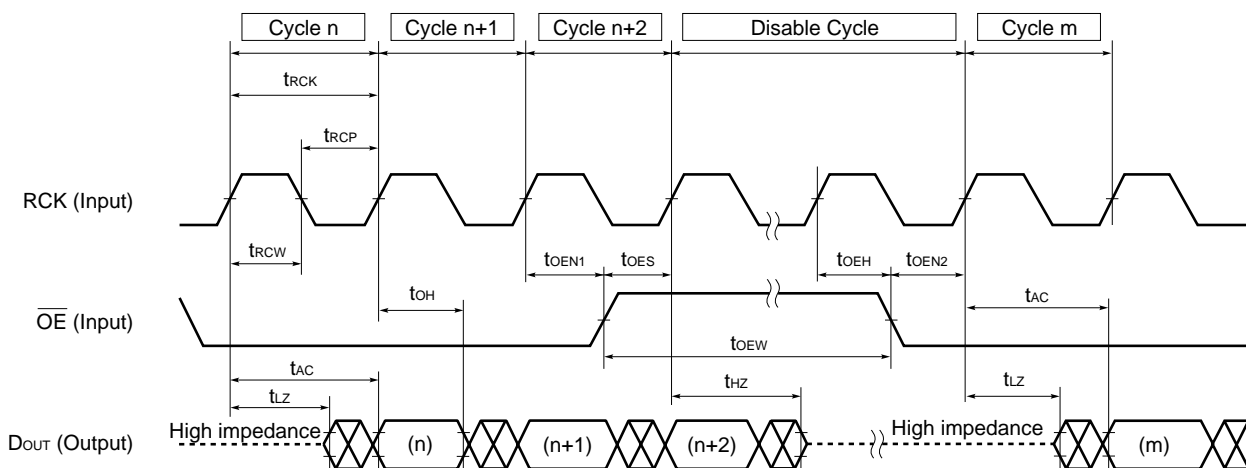 Cycle n Cycle n+1 Cycle n+2 Disable Cycle Cycle m
tRCK
tRCP
RCK (Input)
tRCW tOEN1 tOES tOEH tOEN2
tOH tAC
OE (Input)
tOEW
tAC tHZ tLZ
tLZ
High impedance High impedance
DOUT (Output) (n) (n+1) (n+2) (m)